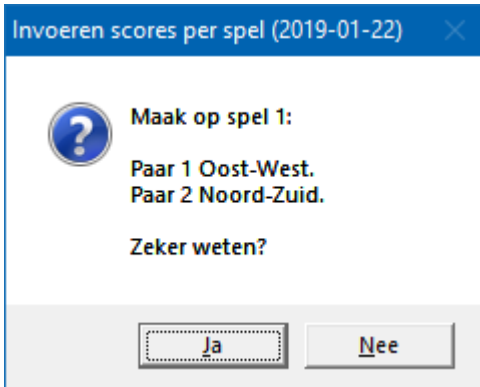 Invoeren scores per spel (2019-01-22)
Maak op spel 1:
Paar 1 Oost-West.
Paar 2 Noord-Zuid.
Zeker weten?
Ja
Nee